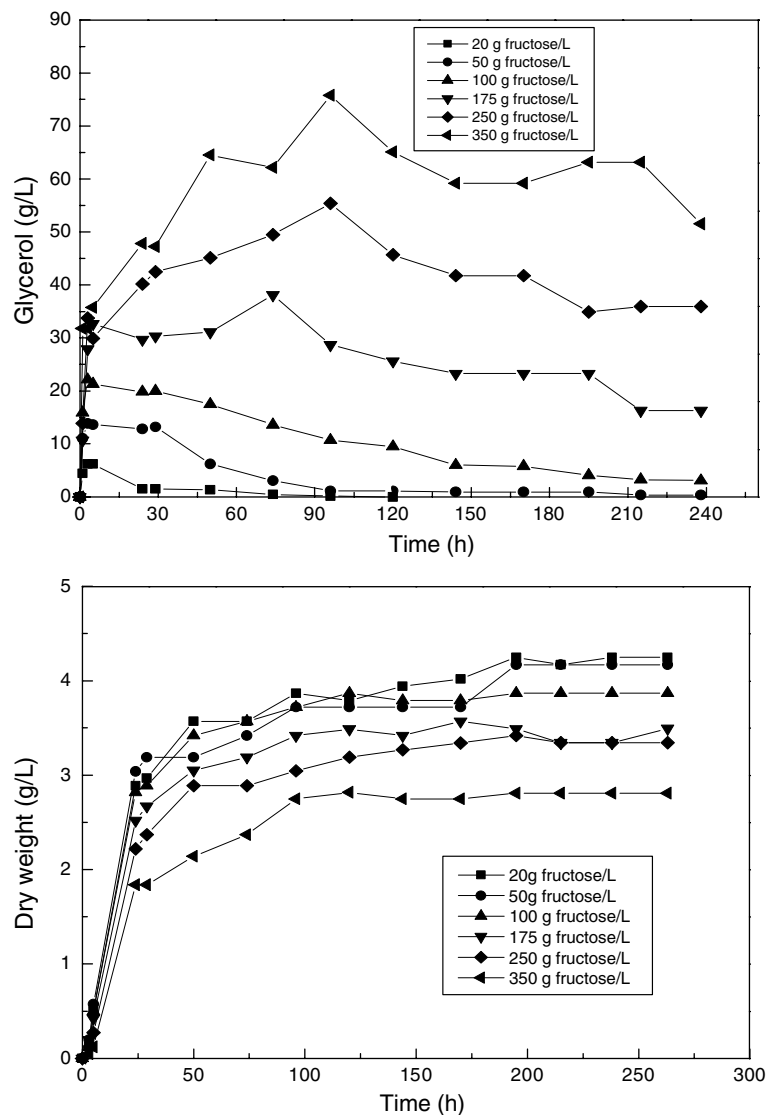 90
80
70
60
50
40
30
20
10
0
Glycerol (g/L)
20 g fructose/L
50 g fructose/L
100 g fructose/L
175 g fructose/L
250 g fructose/L
350 g fructose/L
0 30 60 90 120 150 180 210 240
Time (h)
5
4
3
2
1
0
Dry weight (g/L)
20g fructose/L
50g fructose/L
100 g fructose/L
175 g fructose/L
250 g fructose/L
350 g fructose/L
0 50 100 150 200 250 300
Time (h)